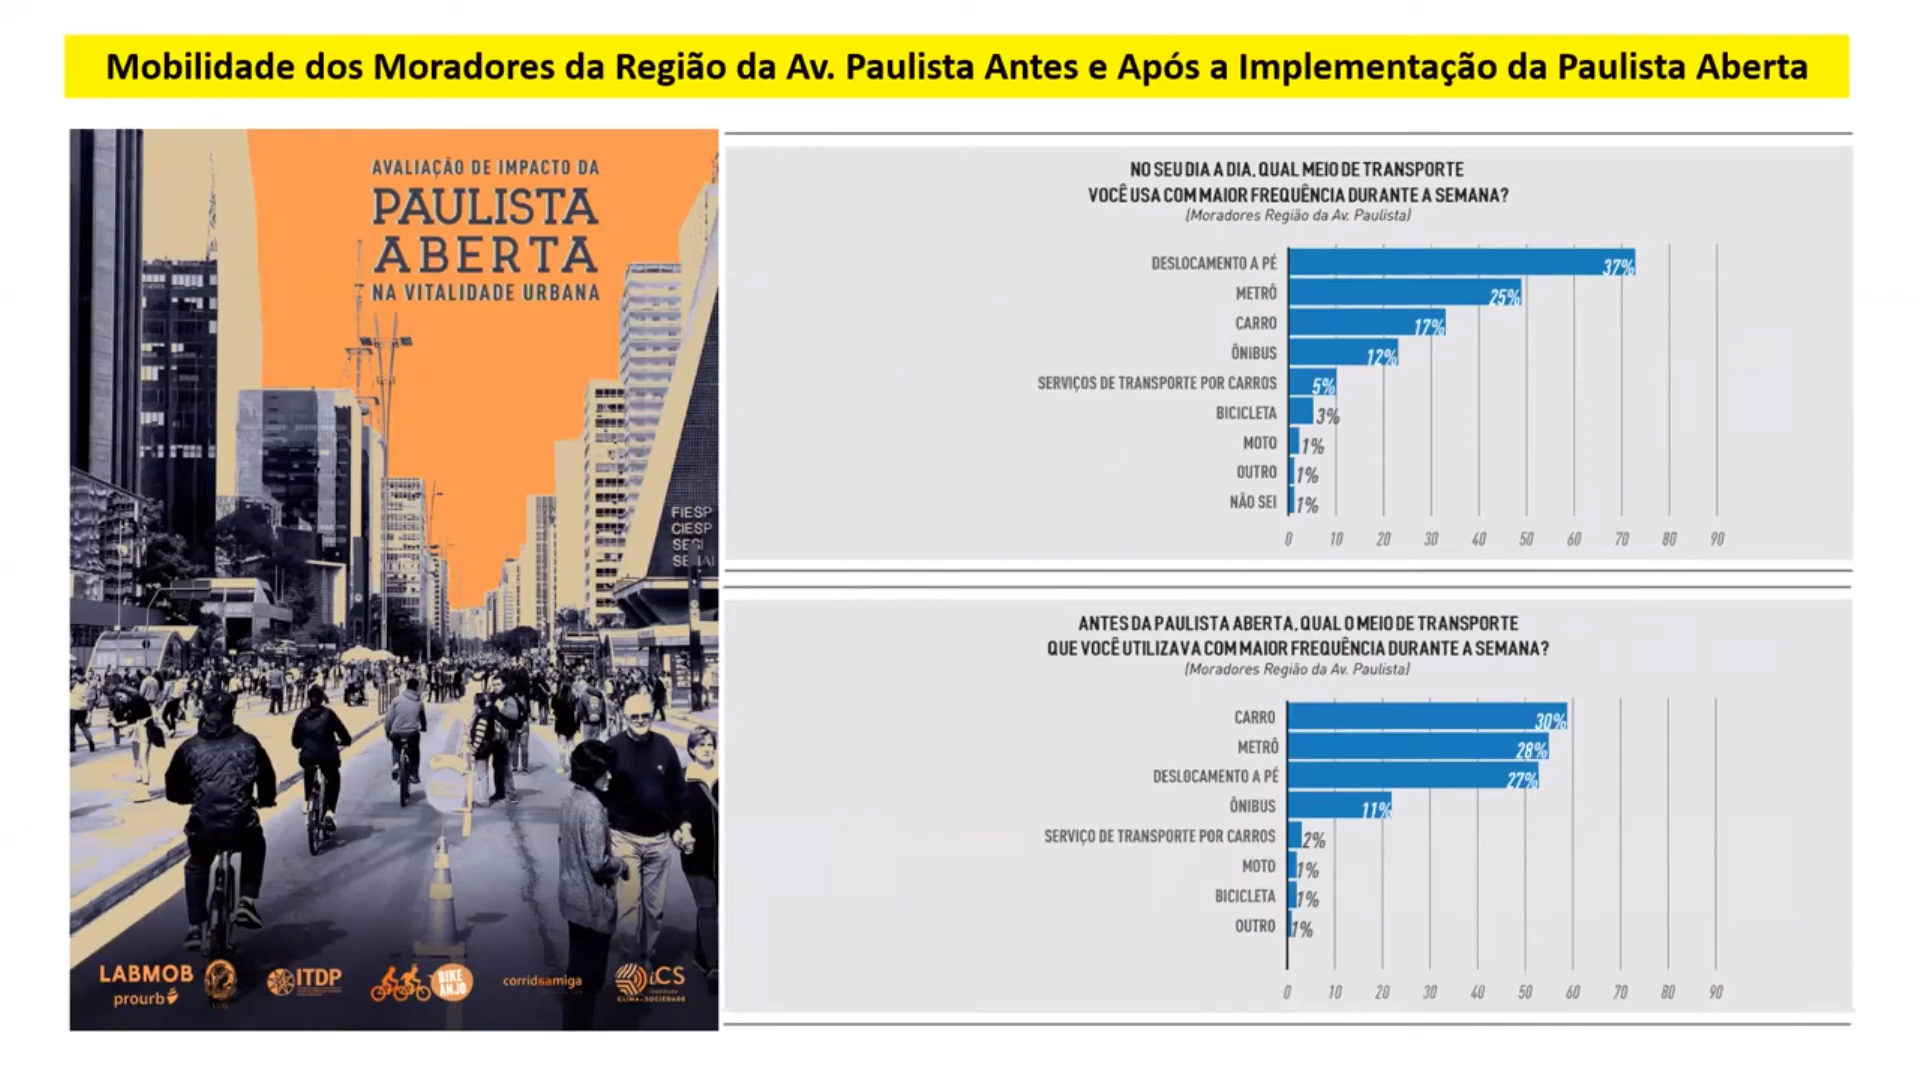 Mobilidade dos Moradores da Região da Av. Paulista Antes e Após a Implementação da Paulista Aberta
AVALIAÇÃO DE IMPACTO DA
PAULISTA
ABERTA
NA VITALIDADE URBANA
FIESP
CIESP
SESI
SENAI
LABMOB
prourb
ITDP
BIKE
ANJO
corridaamiga
iCS
CLIMA E SOCIEDADE
NO SEU DIA A DIA, QUAL MEIO DE TRANSPORTE
VOCÊ USA COM MAIOR FREQUÊNCIA DURANTE A SEMANA?
(Moradores Região da Av. Paulista)
DESLOCAMENTO A PÉ 37%
METRÔ 25%
CARRO 17%
ÔNIBUS 12%
SERVIÇOS DE TRANSPORTE POR CARROS 5%
BICICLETA 3%
MOTO 1%
OUTRO 1%
NÃO SEI 1%
0 10 20 30 40 50 60 70 80 90
ANTES DA PAULISTA ABERTA, QUAL O MEIO DE TRANSPORTE
QUE VOCÊ UTILIZAVA COM MAIOR FREQUÊNCIA DURANTE A SEMANA?
(Moradores Região da Av. Paulista)
CARRO 30%
METRÔ 28%
DESLOCAMENTO A PÉ 27%
ÔNIBUS 11%
SERVIÇO DE TRANSPORTE POR CARROS 2%
MOTO 1%
BICICLETA 1%
OUTRO 1%
0 10 20 30 40 50 60 70 80 90